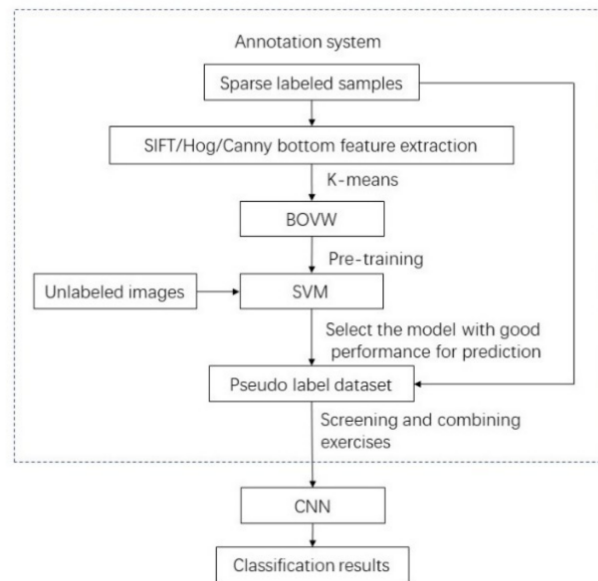 Annotation system
Sparse labeled samples
SIFT/Hog/Canny bottom feature extraction
K-means
BOVW
Pre-training
Unlabeled images
SVM
Select the model with good
performance for prediction
Pseudo label dataset
Screening and combining
exercises
CNN
Classification results